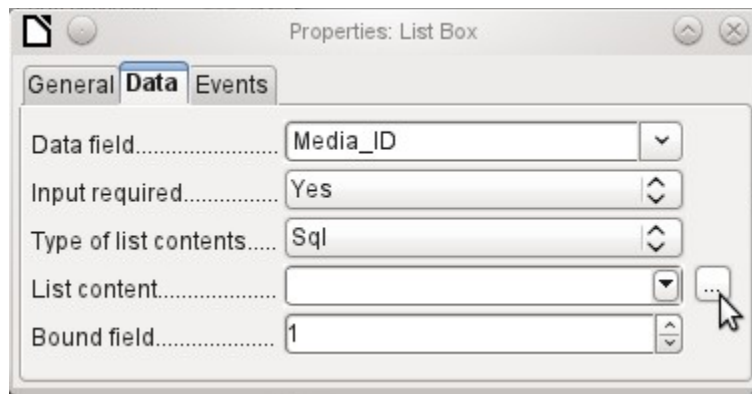 Properties: List Box
General Data Events
Data field....................... Media_ID
Input required................ Yes
Type of list contents..... Sql
List content.................... ...
Bound field.................... 1